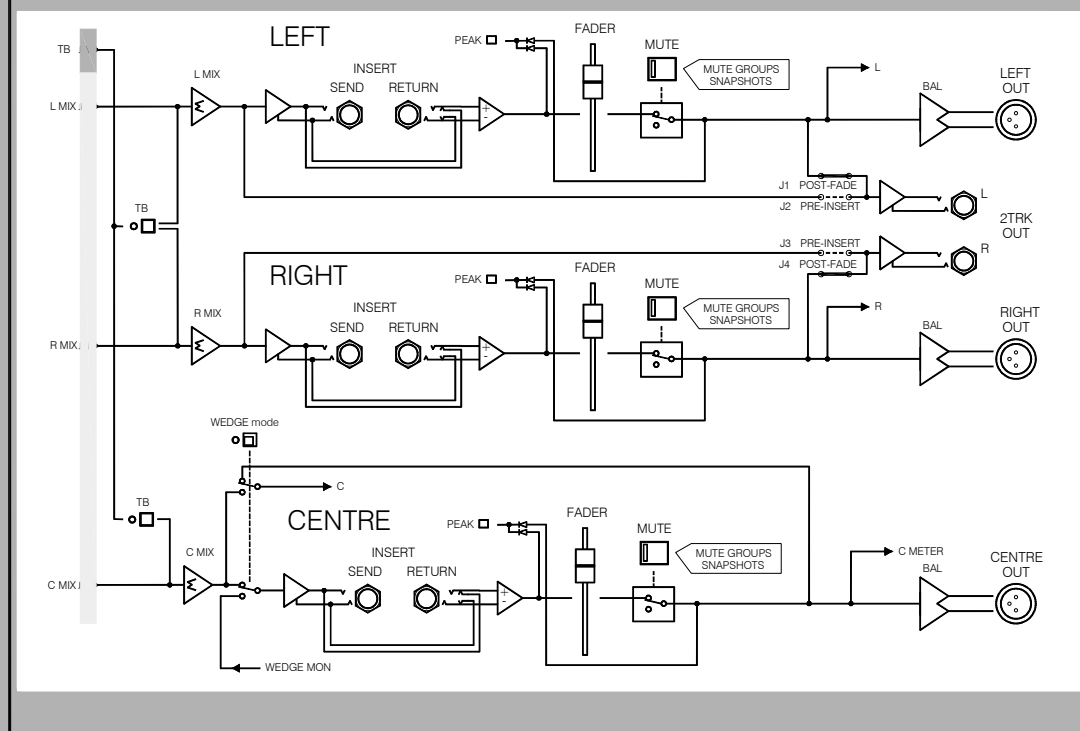 LEFT
FADER
PEAK
MUTE
TB
L MIX
INSERT
SEND
RETURN
MUTE GROUPS
SNAPSHOTS
L
LEFT
OUT
BAL
L MIX
+
-
J1 POST-FADE
J2 PRE-INSERT
L
2TRK
OUT
TB
J3 PRE-INSERT
J4 POST-FADE
R
RIGHT
FADER
PEAK
MUTE
R MIX
INSERT
SEND
RETURN
MUTE GROUPS
SNAPSHOTS
R
RIGHT
OUT
BAL
R MIX
+
-
WEDGE mode
C
TB
CENTRE
FADER
PEAK
MUTE
C MIX
INSERT
SEND
RETURN
MUTE GROUPS
SNAPSHOTS
C METER
BAL
CENTRE
OUT
C MIX
+
-
WEDGE MON